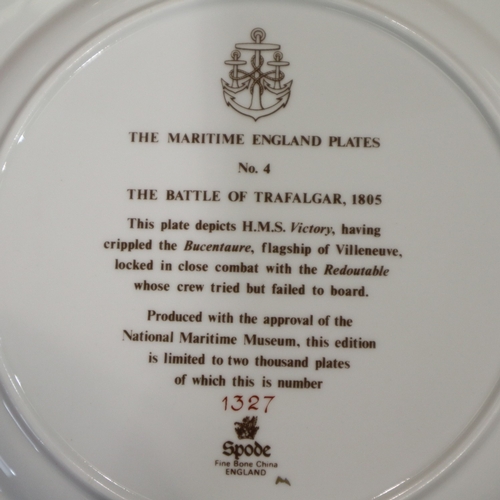 THE MARITIME ENGLAND PLATES
No. 4
THE BATTLE OF TRAFALGAR, 1805
This plate depicts H.M.S. Victory, having
crippled the Bucentaure, flagship of Villeneuve,
locked in close combat with the Redoutable
whose crew tried but failed to board.
Produced with the approval of the
National Maritime Museum, this edition
is limited to two thousand plates
of which this is number
1327
Spode
Fine Bone China
ENGLAND